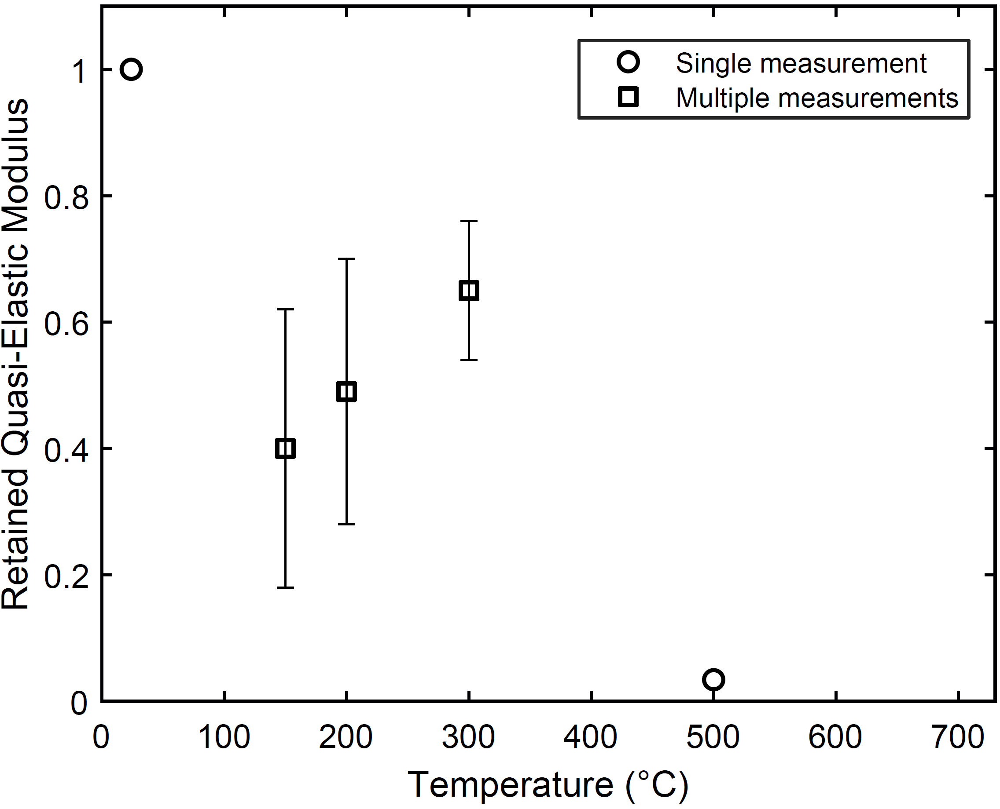 Single measurement
Multiple measurements
Retained Quasi-Elastic Modulus
1
0.8
0.6
0.4
0.2
0
0 100 200 300 400 500 600 700
Temperature (°C)